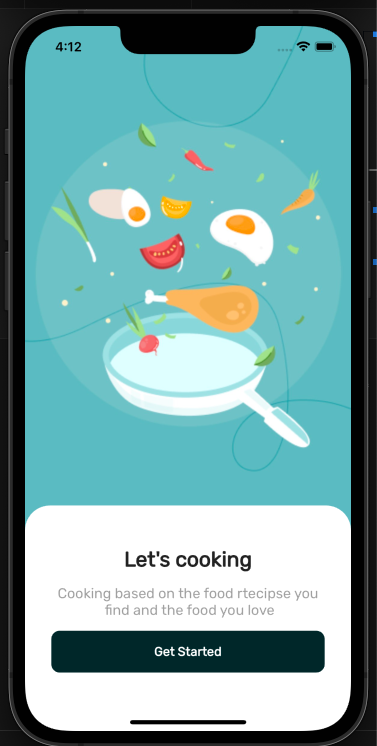 4:12
Let's cooking
Cooking based on the food rtecipse you
find and the food you love
Get Started